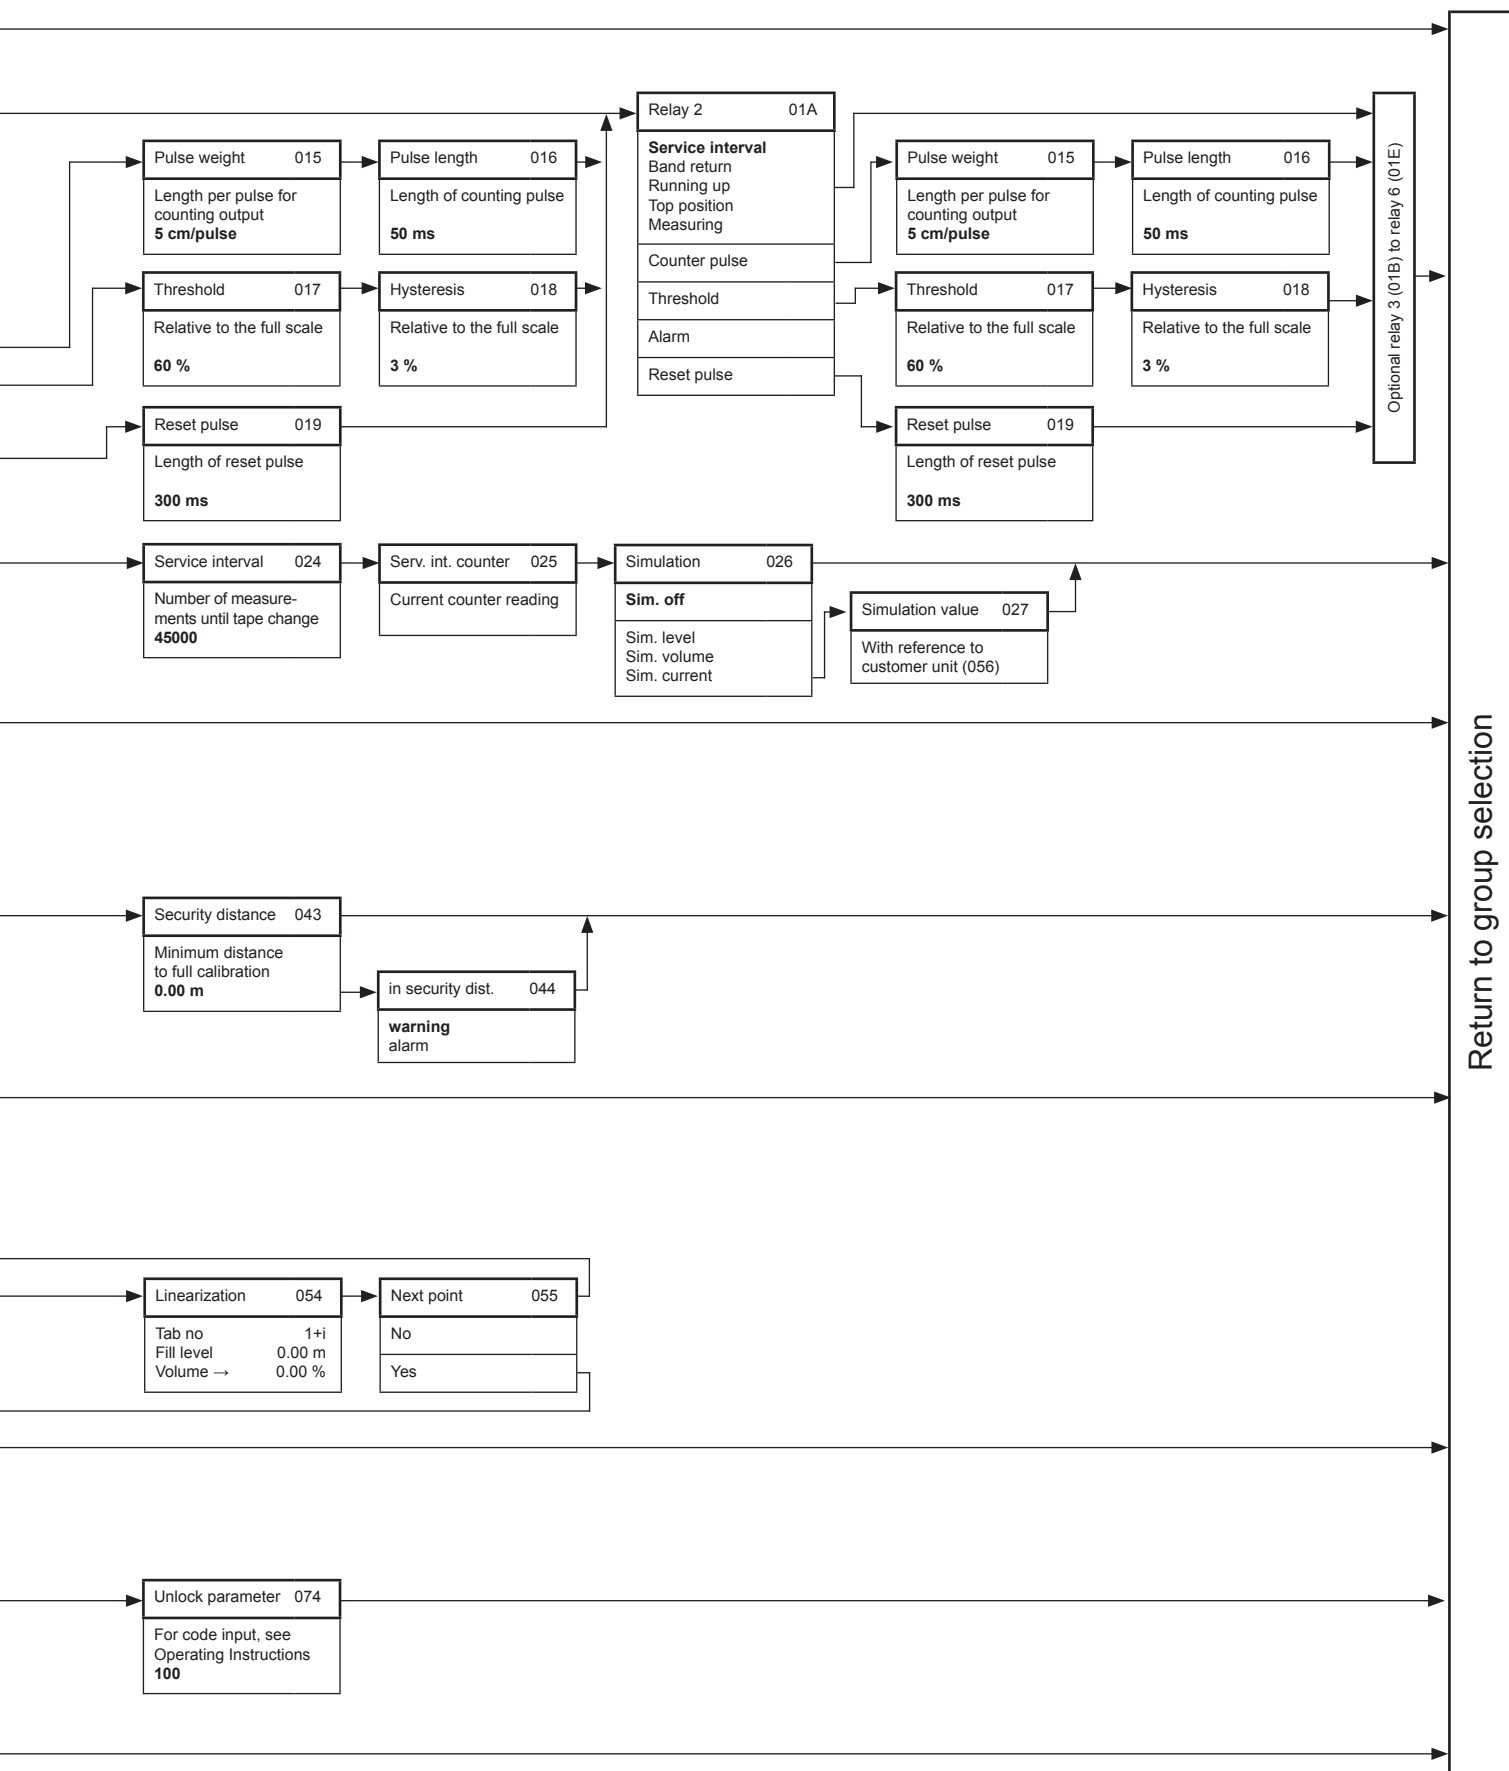 Relay 2 01A
Service interval
Band return
Running up
Top position
Measuring
Counter pulse
Threshold
Alarm
Reset pulse
Pulse weight 015
Length per pulse for
counting output
5 cm/pulse
Pulse length 016
Length of counting pulse
50 ms
Pulse weight 015
Length per pulse for
counting output
5 cm/pulse
Pulse length 016
Length of counting pulse
50 ms
Threshold 017
Relative to the full scale
60 %
Hysteresis 018
Relative to the full scale
3 %
Threshold 017
Relative to the full scale
60 %
Hysteresis 018
Relative to the full scale
3 %
Reset pulse 019
Length of reset pulse
300 ms
Reset pulse 019
Length of reset pulse
300 ms
Optional relay 3 (01B) to relay 6 (01E)
Service interval 024
Number of measure-
ments until tape change
45000
Serv. int. counter 025
Current counter reading
Simulation 026
Sim. off
Sim. level
Sim. volume
Sim. current
Simulation value 027
With reference to
customer unit (056)
Return to group selection
Security distance 043
Minimum distance
to full calibration
0.00 m
in security dist. 044
warning
alarm
Linearization 054
Tab no 1+i
Fill level 0.00 m
Volume → 0.00 %
Next point 055
No
Yes
Unlock parameter 074
For code input, see
Operating Instructions
100